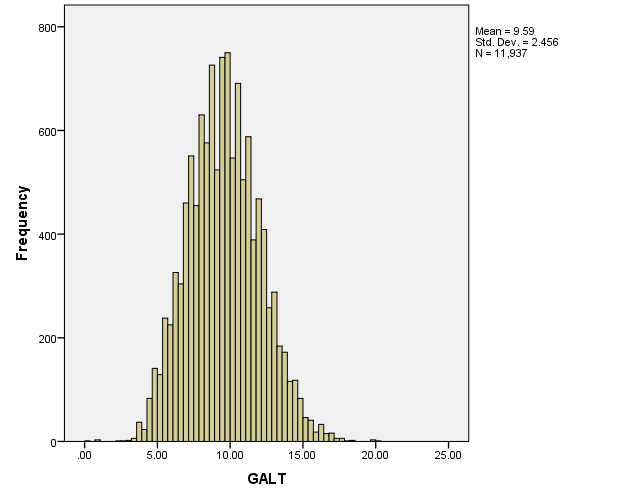 800
600
400
200
0
Frequency
.00 5.00 10.00 15.00 20.00 25.00
GALT
Mean = 9.59
Std. Dev. = 2.456
N = 11,937